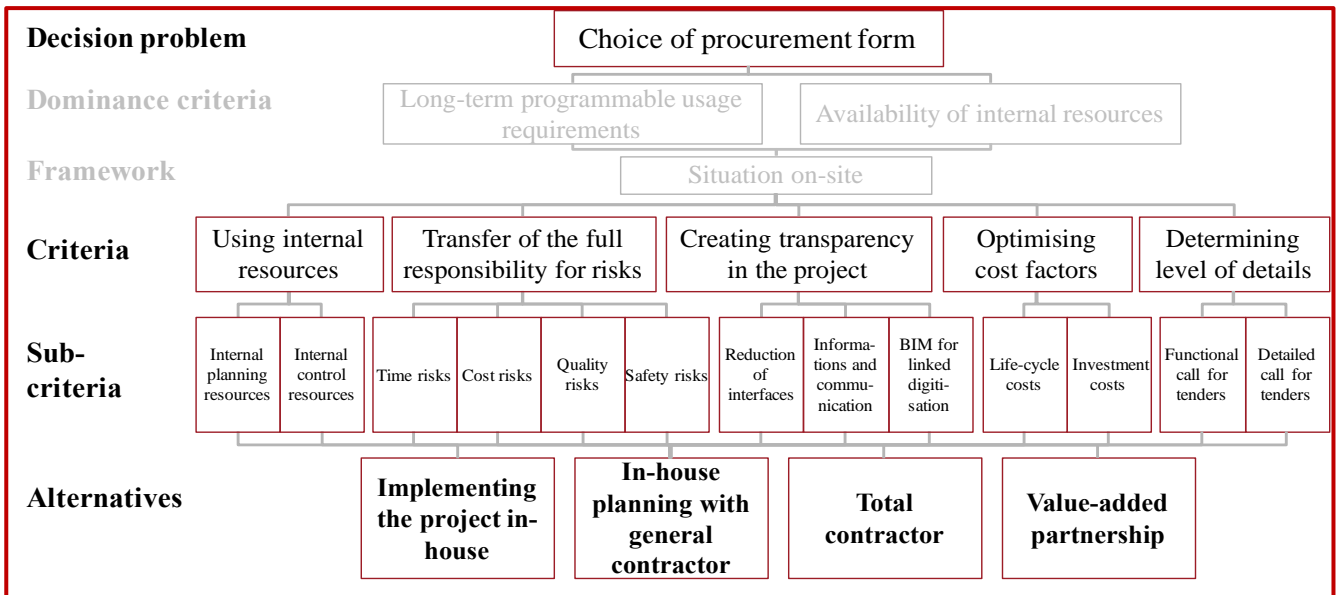 Decision problem
Choice of procurement form
Dominance criteria
Long-term programmable usage
requirements
Availability of internal resources
Framework
Situation on-site
Criteria
Using internal
resources
Transfer of the full
responsibility for risks
Creating transparency
in the project
Optimising
cost factors
Determining
level of details
Sub-
criteria
Internal
planning
resources
Internal
control
resources
Time risks
Cost risks
Quality
risks
Safety risks
Reduction
of
interfaces
Informa-
tions and
commu-
nication
BIM for
linked
digiti-
sation
Life-cycle
costs
Investment
costs
Functional
call for
tenders
Detailed
call for
tenders
Alternatives
Implementing
the project in-
house
In-house
planning with
general
contractor
Total
contractor
Value-added
partnership